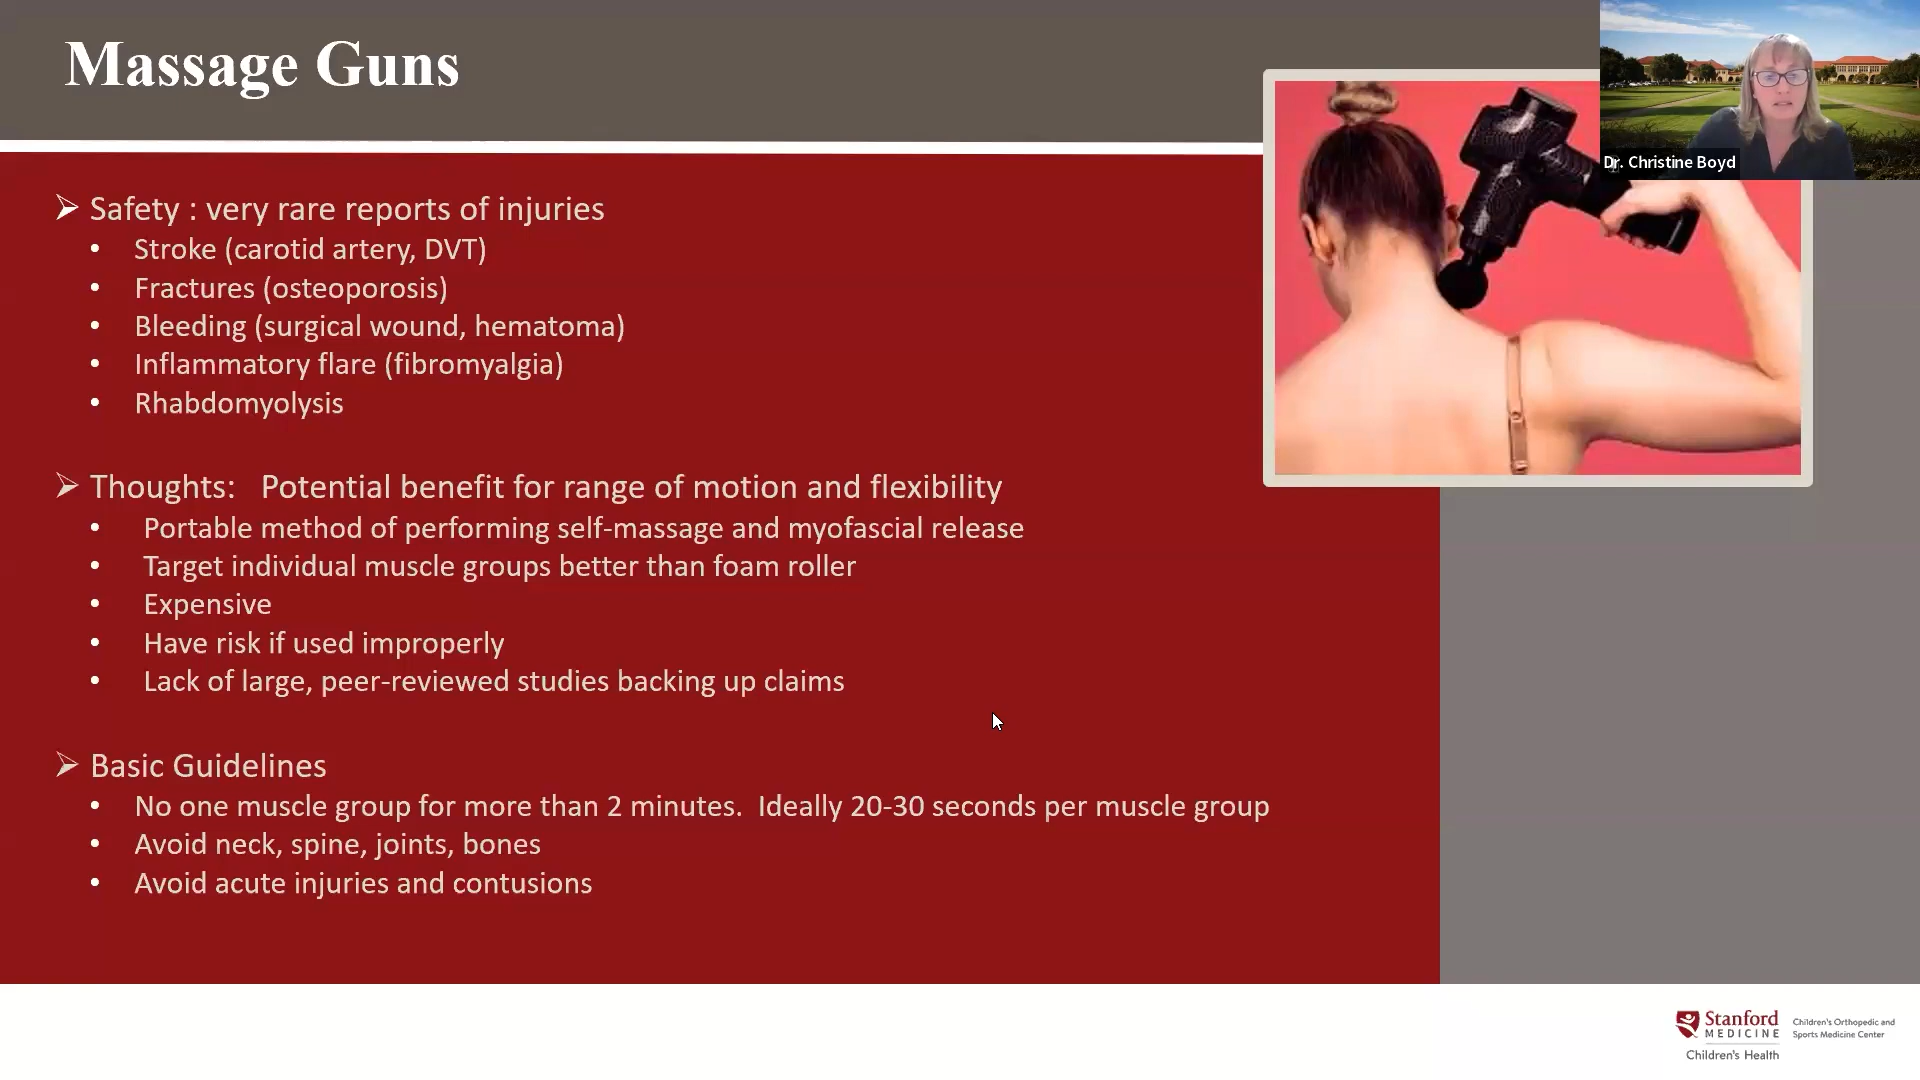 Massage Guns
Dr. Christine Boyd
➢ Safety : very rare reports of injuries
• Stroke (carotid artery, DVT)
• Fractures (osteoporosis)
• Bleeding (surgical wound, hematoma)
• Inflammatory flare (fibromyalgia)
• Rhabdomyolysis
➢ Thoughts: Potential benefit for range of motion and flexibility
• Portable method of performing self-massage and myofascial release
• Target individual muscle groups better than foam roller
• Expensive
• Have risk if used improperly
• Lack of large, peer-reviewed studies backing up claims
➢ Basic Guidelines
• No one muscle group for more than 2 minutes. Ideally 20-30 seconds per muscle group
• Avoid neck, spine, joints, bones
• Avoid acute injuries and contusions
Stanford
MEDICINE
Children's Health
Children's Orthopedic and
Sports Medicine Center